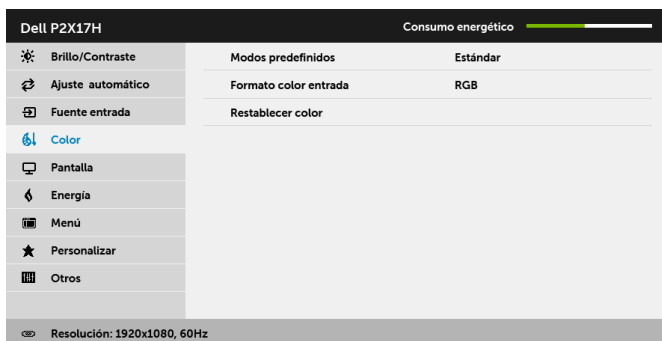 Dell P2X17H Consumo energético
Brillo/Contraste Modos predefinidos Estándar
Ajuste automático Formato color entrada RGB
Fuente entrada Restablecer color
Color
Pantalla
Energía
Menú
Personalizar
Otros
Resolución: 1920x1080, 60Hz